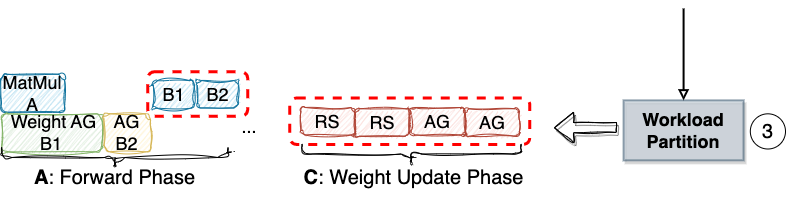 MatMul
A
B1
B2
Weight AG
B1
AG
B2
...
RS
RS
AG
AG
Workload
Partition
3
A: Forward Phase
C: Weight Update Phase